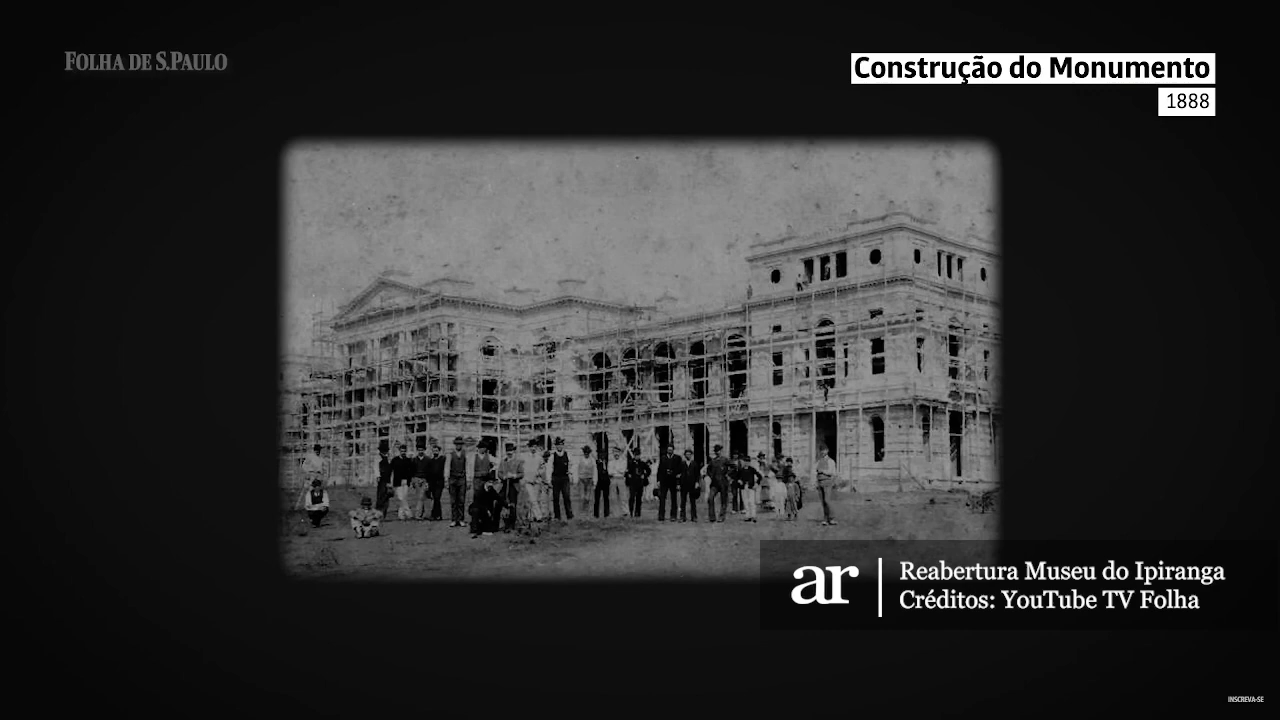 FOLHA DE S.PAULO
Construção do Monumento
1888
ar
Reabertura Museu do Ipiranga
Créditos: YouTube TV Folha
INSCREVA-SE